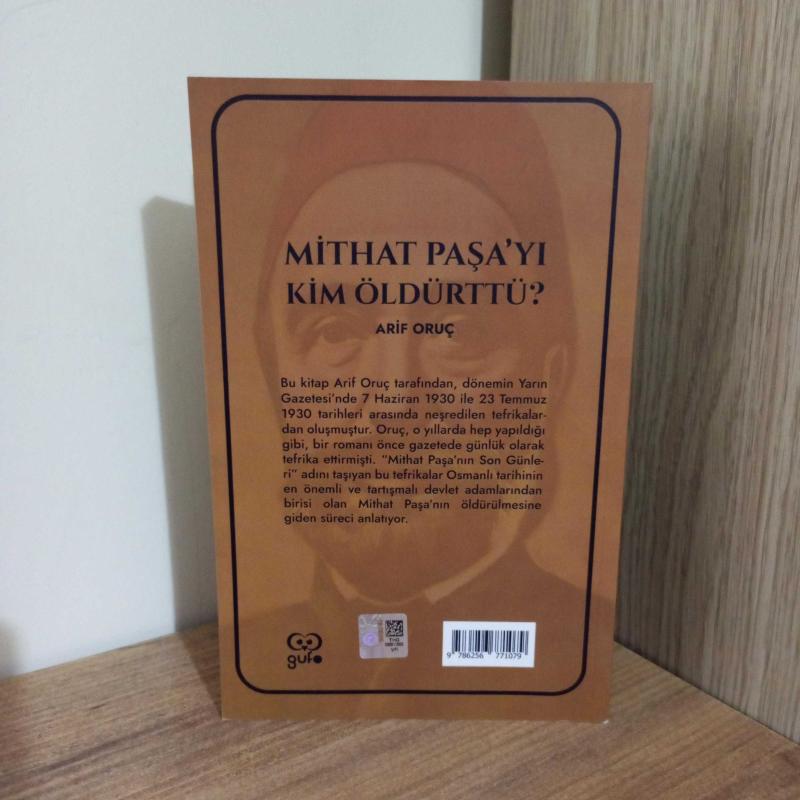 MİTHAT PAŞA'YI
KİM ÖLDÜRTTÜ?
ARİF ORUÇ
Bu kitap Arif Oruç tarafından, dönemin Yarın
Gazetesi'nde 7 Haziran 1930 ile 23 Temmuz
1930 tarihleri arasında neşredilen tefrikalar-
dan oluşmuştur. Oruç, o yıllarda hep yapıldığı
gibi, bir romanı önce gazetede günlük olarak
tefrika ettirmişti. "Mithat Paşa'nın Son Günle-
ri" adını taşıyan bu tefrikalar Osmanlı tarihinin
en önemli ve tartışmalı devlet adamlarından
birisi olan Mithat Paşa'nın öldürülmesine
giden süreci anlatıyor.
gufo
9 786256 771079